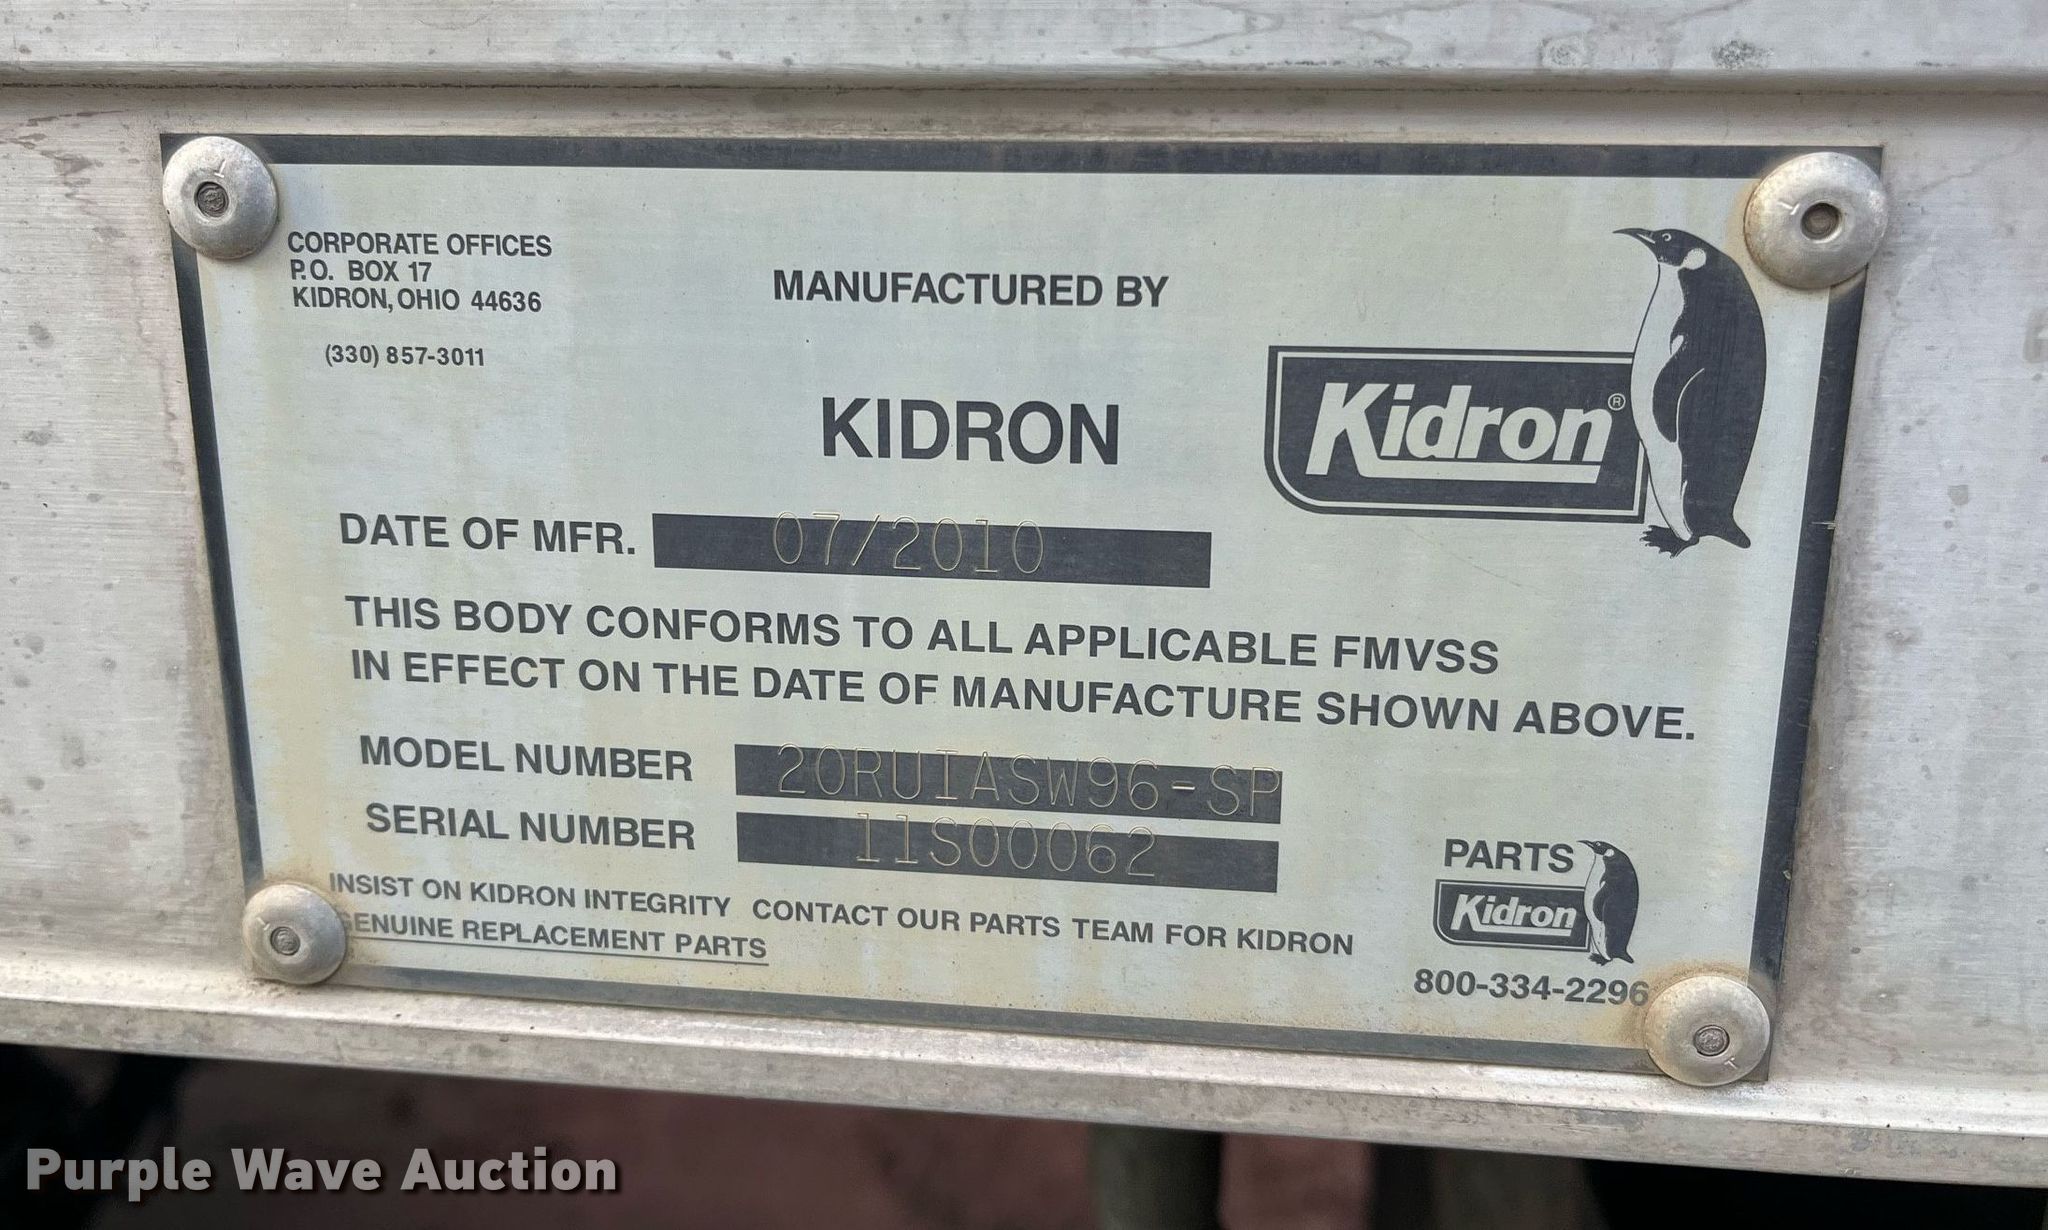 CORPORATE OFFICES
P.O. BOX 17
KIDRON, OHIO 44636
(330) 857-3011
MANUFACTURED BY
KIDRON
Kidron®
DATE OF MFR. 07/2010
THIS BODY CONFORMS TO ALL APPLICABLE FMVSS
IN EFFECT ON THE DATE OF MANUFACTURE SHOWN ABOVE.
MODEL NUMBER 20RUIASW96-SP
SERIAL NUMBER 11S00062
INSIST ON KIDRON INTEGRITY CONTACT OUR PARTS TEAM FOR KIDRON
GENUINE REPLACEMENT PARTS
PARTS
Kidron
800-334-2296
Purple Wave Auction